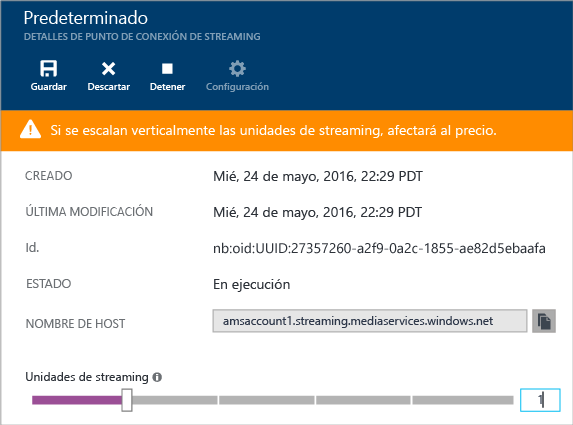 Predeterminado
DETALLES DE PUNTO DE CONEXIÓN DE STREAMING
Guardar Descartar Detener Configuración
Si se escalan verticalmente las unidades de streaming, afectará al precio.
CREADO Mié, 24 de mayo, 2016, 22:29 PDT
ÚLTIMA MODIFICACIÓN Mié, 24 de mayo, 2016, 22:29 PDT
Id. nb:oid:UUID:27357260-a2f9-0a2c-1855-ae82d5ebaafa
ESTADO En ejecución
NOMBRE DE HOST amsaccount1.streaming.mediaservices.windows.net
Unidades de streaming
1